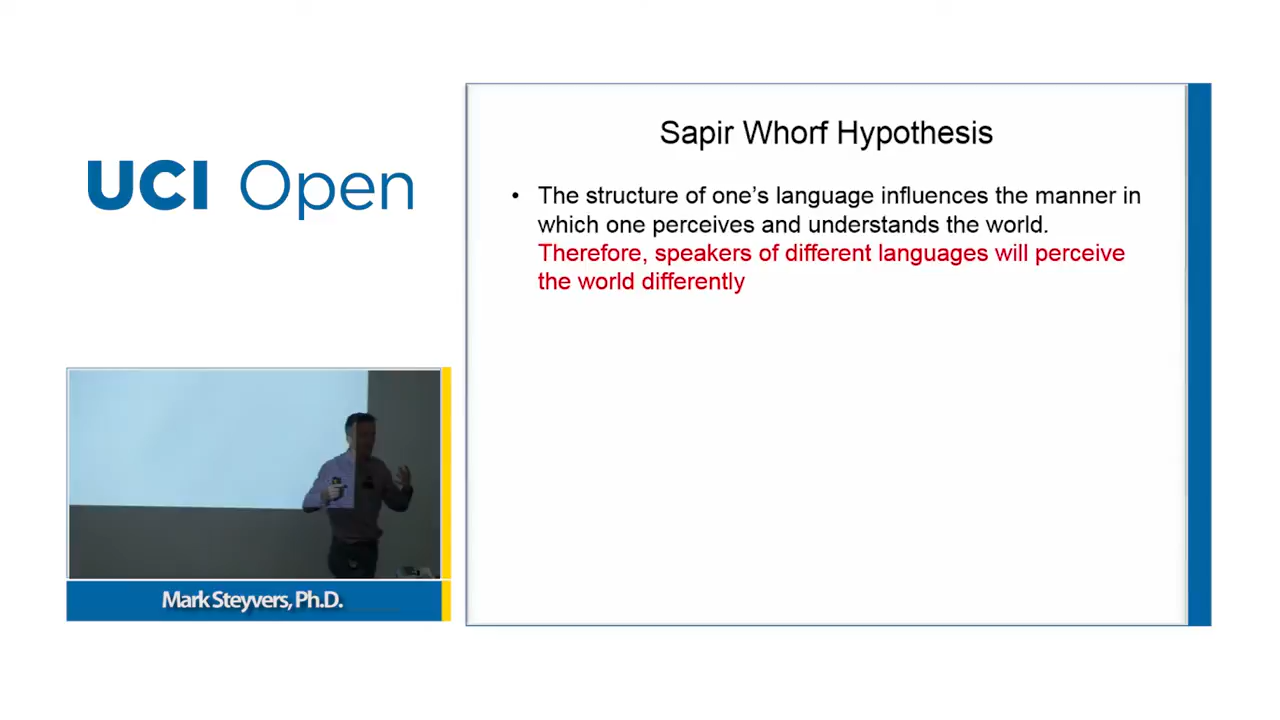 UCI Open
Sapir Whorf Hypothesis
• The structure of one's language influences the manner in
which one perceives and understands the world.
Therefore, speakers of different languages will perceive
the world differently
Mark Steyvers, Ph.D.